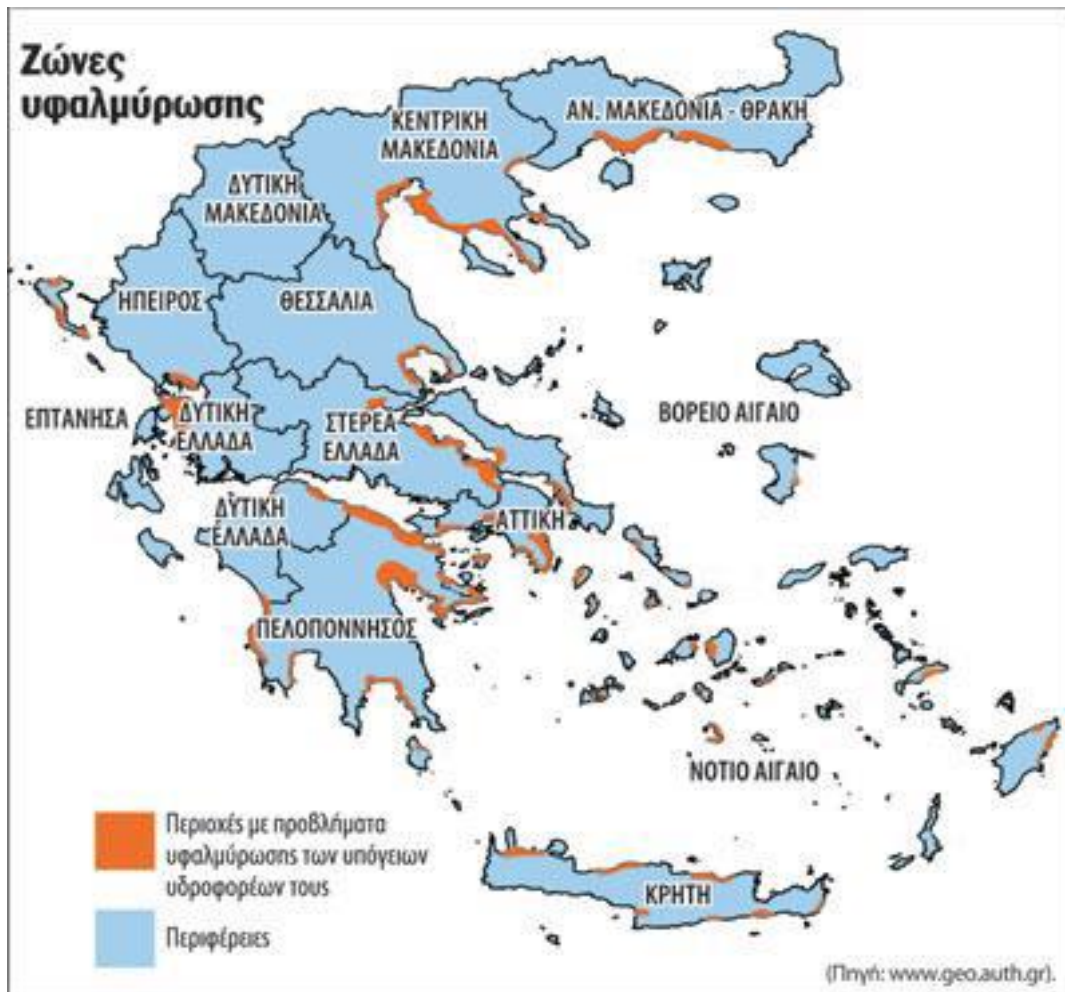 Ζώνες
υφαλμύρωσης
ΑΝ. ΜΑΚΕΔΟΝΙΑ - ΘΡΑΚΗ
ΚΕΝΤΡΙΚΗ
ΜΑΚΕΔΟΝΙΑ
ΔΥΤΙΚΗ
ΜΑΚΕΔΟΝΙΑ
ΗΠΕΙΡΟΣ
ΘΕΣΣΑΛΙΑ
ΕΠΤΑΝΗΣΑ
ΔΥΤΙΚΗ
ΕΛΛΑΔΑ
ΣΤΕΡΕΑ
ΕΛΛΑΔΑ
ΒΟΡΕΙΟ ΑΙΓΑΙΟ
ΔΥΤΙΚΗ
ΕΛΛΑΔΑ
ΑΤΤΙΚΗ
ΠΕΛΟΠΟΝΝΗΣΟΣ
ΝΟΤΙΟ ΑΙΓΑΙΟ
ΚΡΗΤΗ
Περιοχές με προβλήματα
υφαλμύρωσης των υπόγειων
υδροφορέων τους
Περιφέρειες
(Πηγή: www.geo.auth.gr).